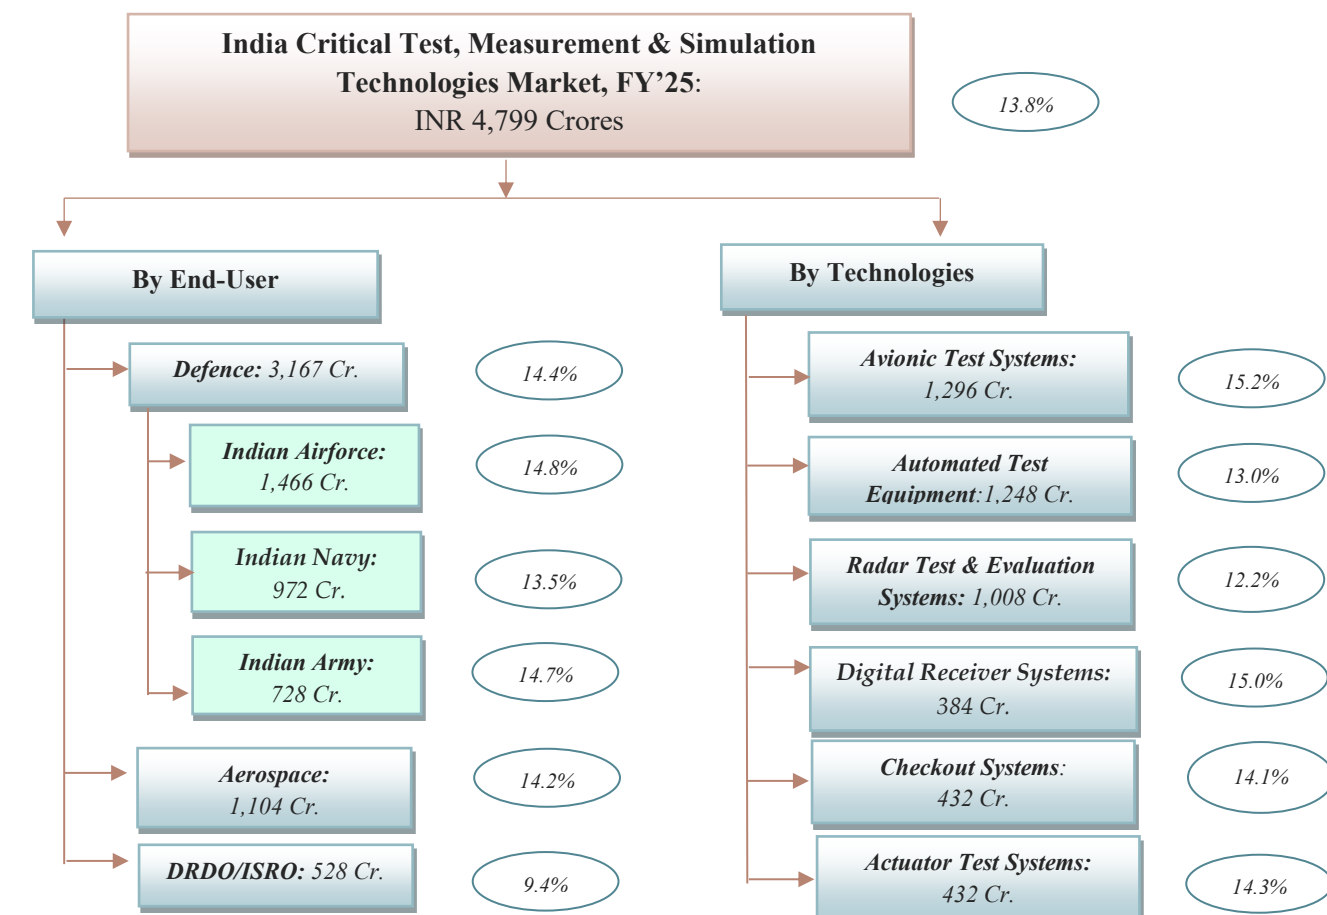 India Critical Test, Measurement & Simulation
Technologies Market, FY’25:
INR 4,799 Crores
13.8%
By End-User
Defence: 3,167 Cr.
14.4%
Indian Airforce:
1,466 Cr.
14.8%
Indian Navy:
972 Cr.
13.5%
Indian Army:
728 Cr.
14.7%
Aerospace:
1,104 Cr.
14.2%
DRDO/ISRO: 528 Cr.
9.4%
By Technologies
Avionic Test Systems:
1,296 Cr.
15.2%
Automated Test
Equipment:1,248 Cr.
13.0%
Radar Test & Evaluation
Systems: 1,008 Cr.
12.2%
Digital Receiver Systems:
384 Cr.
15.0%
Checkout Systems:
432 Cr.
14.1%
Actuator Test Systems:
432 Cr.
14.3%